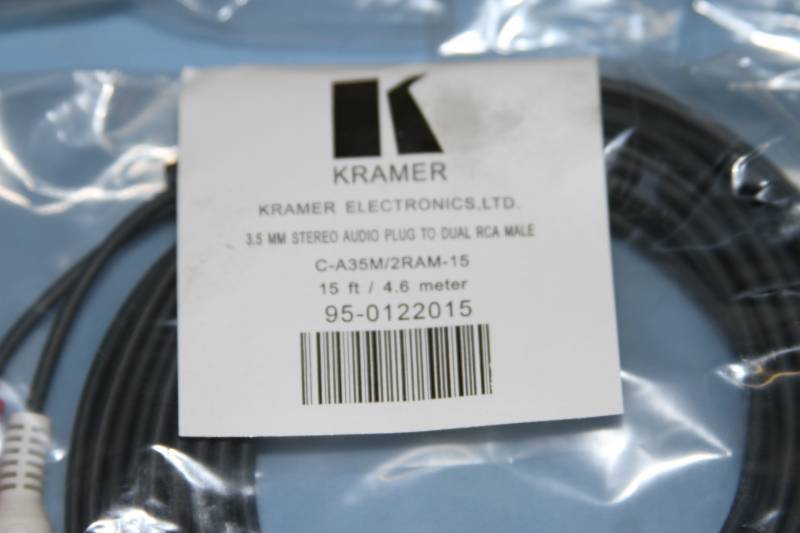 K
KRAMER
KRAMER ELECTRONICS,LTD.
3.5 MM STEREO AUDIO PLUG TO DUAL RCA MALE
C-A35M/2RAM-15
15 ft / 4.6 meter
95-0122015